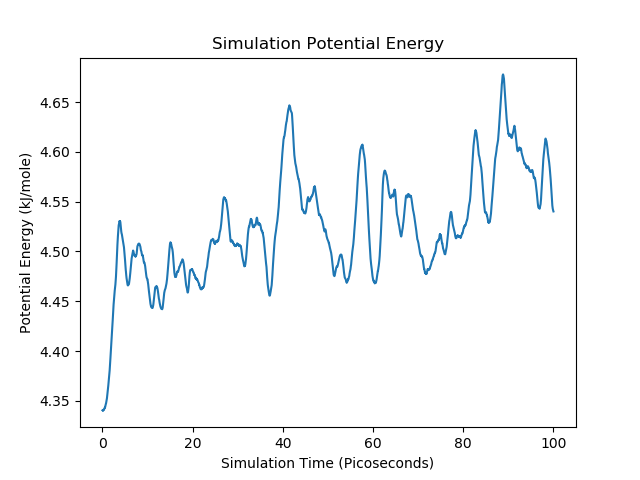 Simulation Potential Energy
Potential Energy (kJ/mole)
4.65
4.60
4.55
4.50
4.45
4.40
4.35
0 20 40 60 80 100
Simulation Time (Picoseconds)